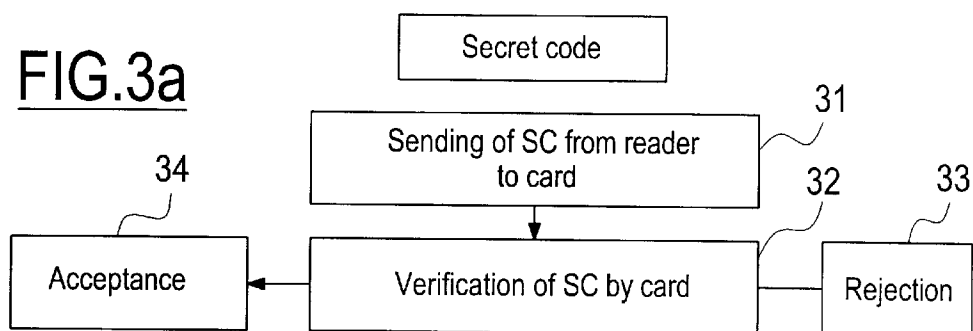 Secret code
FIG.3a
31
Sending of SC from reader
to card
34
32
33
Acceptance
Verification of SC by card
Rejection